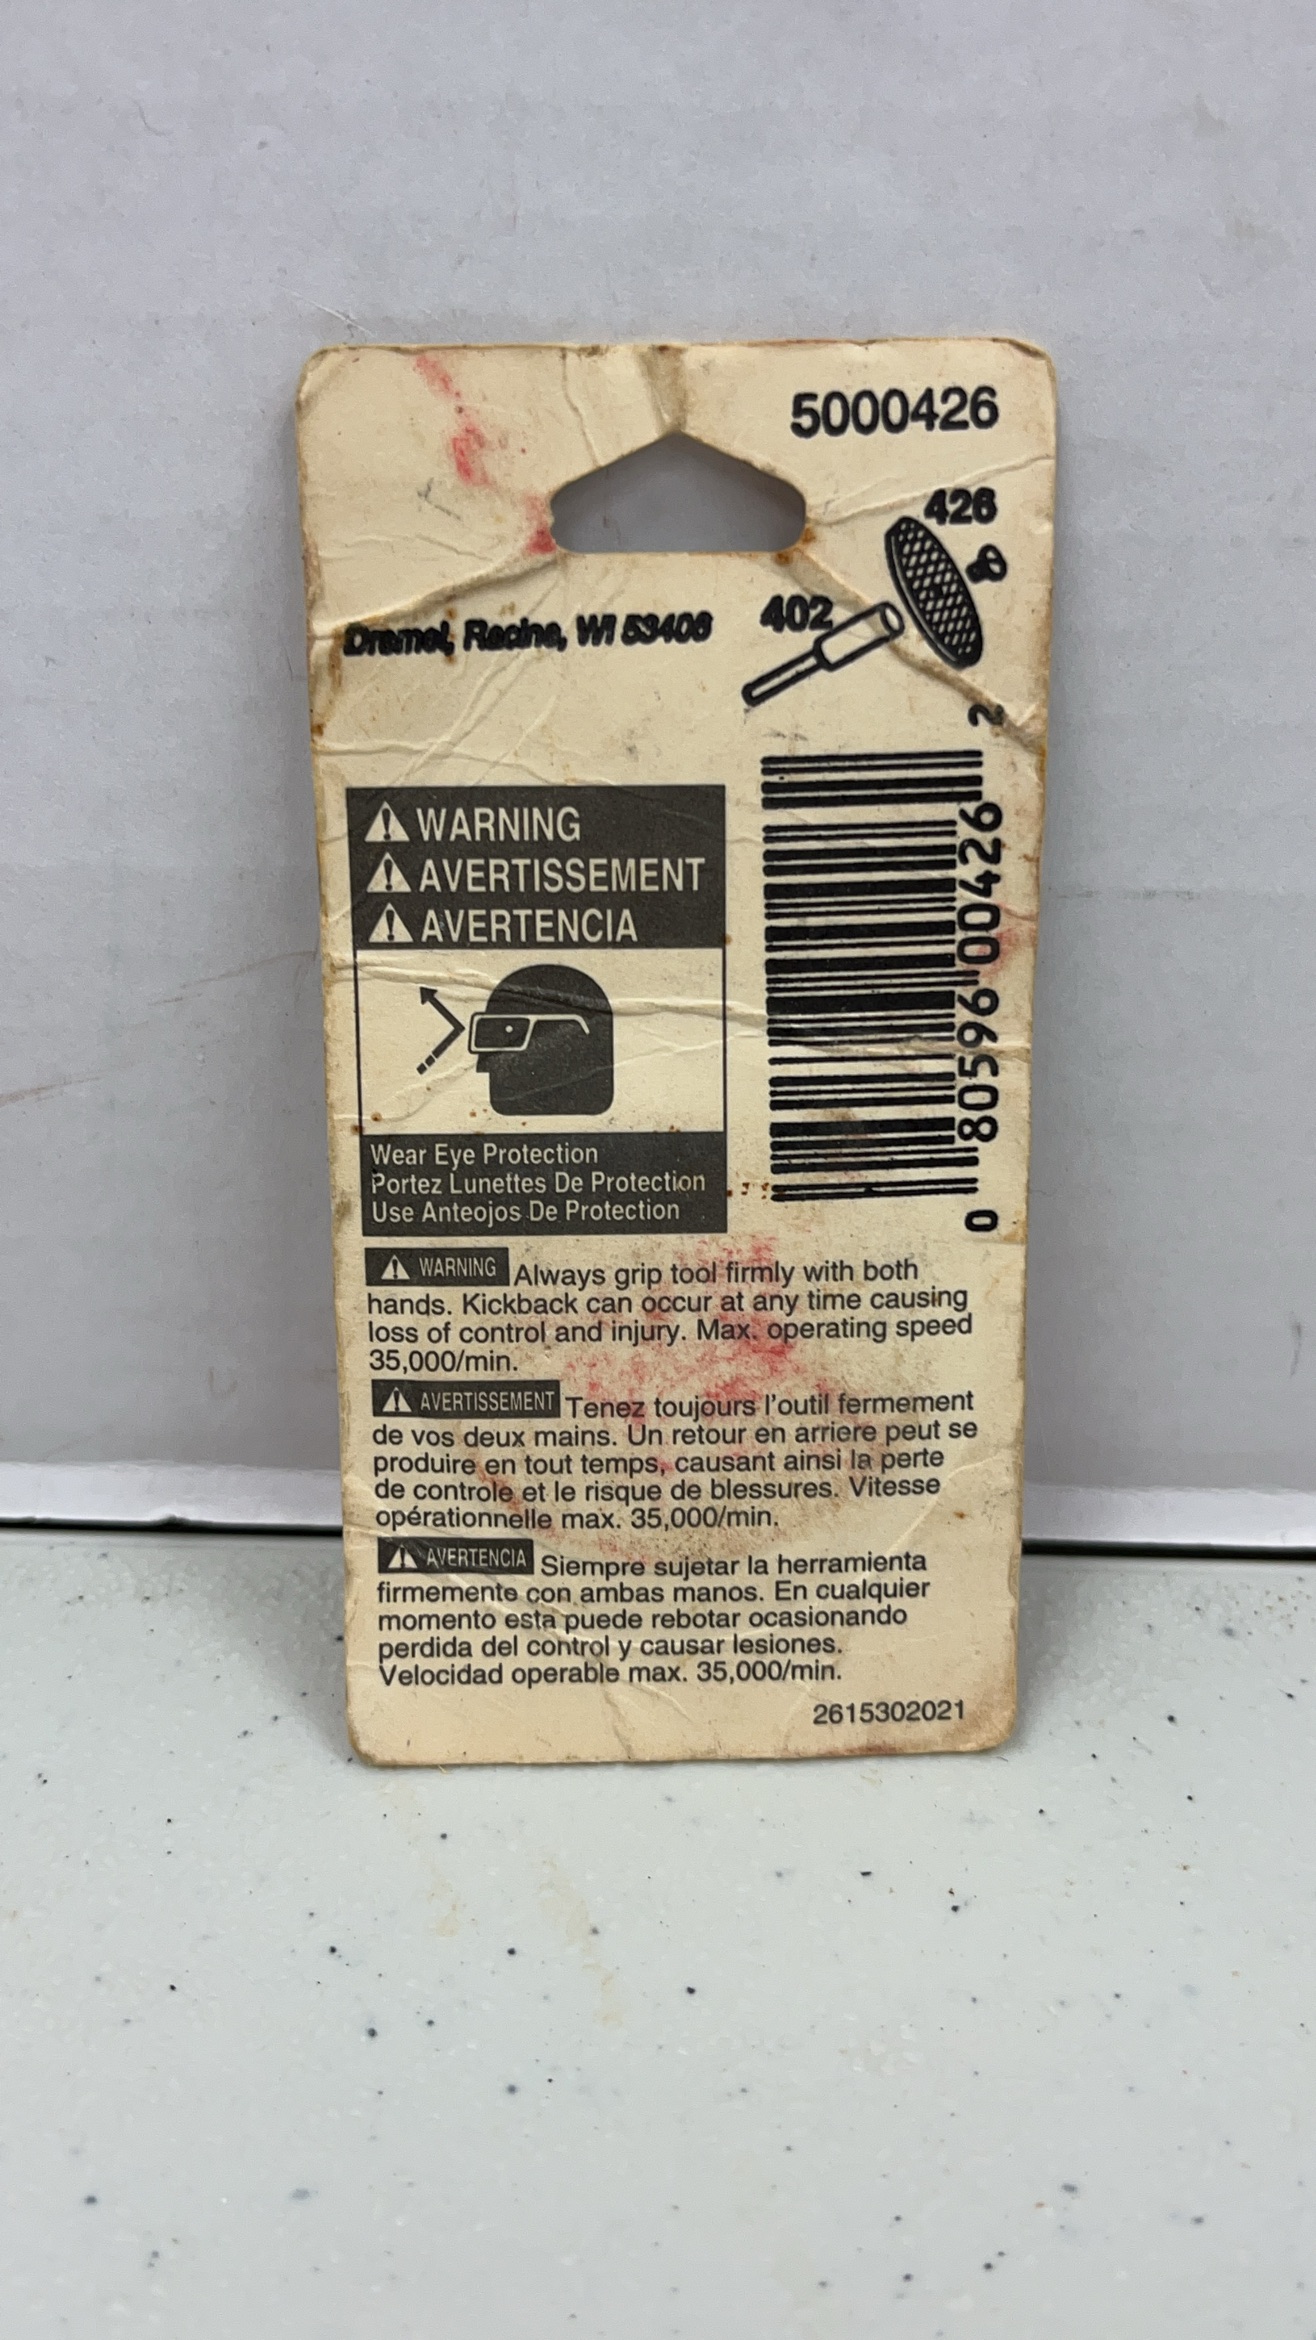 5000426
426
402
Dremel, Racine, WI 53406
WARNING
AVERTISSEMENT
AVERTENCIA
Wear Eye Protection
Portez Lunettes De Protection
Use Anteojos De Protection
0 80596 00426 2
WARNING Always grip tool firmly with both
hands. Kickback can occur at any time causing
loss of control and injury. Max. operating speed
35,000/min.
AVERTISSEMENT Tenez toujours l'outil fermement
de vos deux mains. Un retour en arriere peut se
produire en tout temps, causant ainsi la perte
de controle et le risque de blessures. Vitesse
opérationnelle max. 35,000/min.
AVERTENCIA Siempre sujetar la herramienta
firmemente con ambas manos. En cualquier
momento esta puede rebotar ocasionando
perdida del control y causar lesiones.
Velocidad operable max. 35,000/min.
2615302021